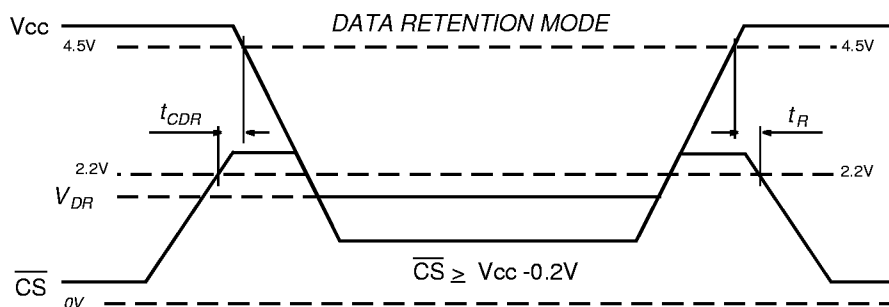 Vcc
DATA RETENTION MODE
4.5V
4.5V
tCDR
tR
2.2V
2.2V
VDR
CS
CS ≥ Vcc -0.2V
0V